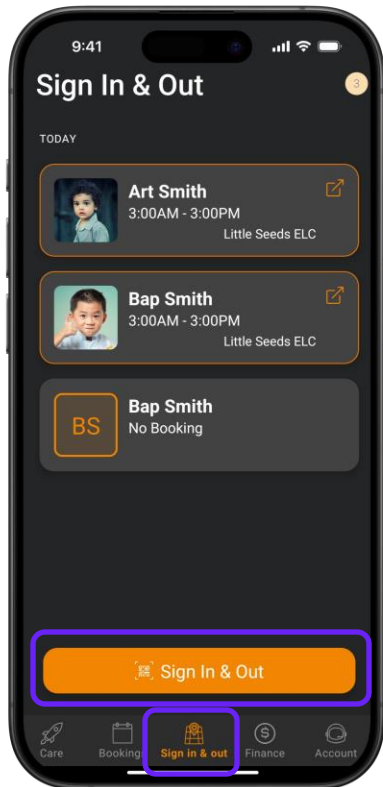 9:41
Sign In & Out
3
TODAY
Art Smith
3:00AM - 3:00PM
Little Seeds ELC
Bap Smith
3:00AM - 3:00PM
Little Seeds ELC
BS
Bap Smith
No Booking
Sign In & Out
Care
Booking
Sign in & out
Finance
Account